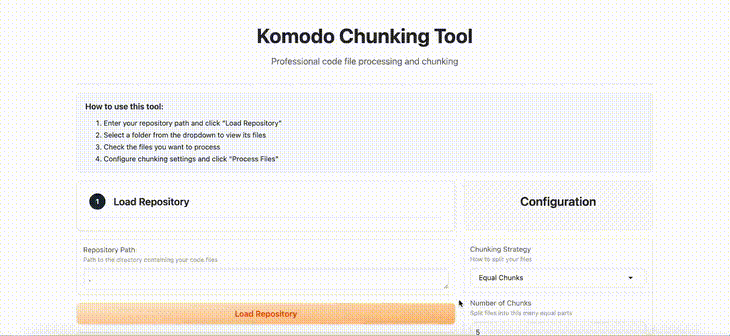 Komodo Chunking Tool
Professional code file processing and chunking
How to use this tool:
1. Enter your repository path and click "Load Repository"
2. Select a folder from the dropdown to view its files
3. Check the files you want to process
4. Configure chunking settings and click "Process Files"
1 Load Repository
Configuration
Repository Path
Path to the directory containing your code files
.
Load Repository
Chunking Strategy
How to split your files
Equal Chunks
Number of Chunks
Split files into this many equal parts
5